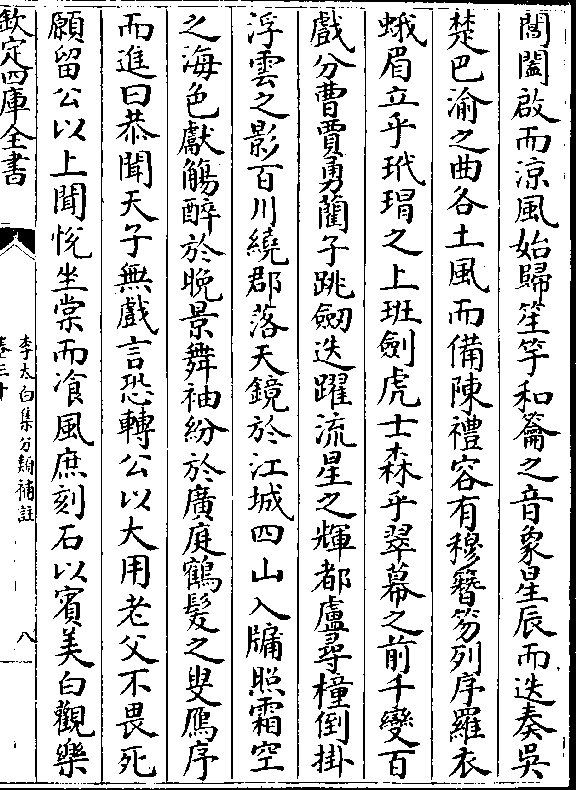 閶闔啟而涼風始歸笙竽和籥之音象星辰而迭奏吳
楚巴渝之曲各土風而備陳禮容有穆簪笏列序羅衣
蛾眉立乎玳瑁之上班劍虎士森乎翠幕之前千變百
戲分曹賈勇藺子跳劒迭躍流星之輝都盧尋橦倒掛
浮雲之影百川繞郡落天鏡於江城四山入牖照霜空
之海色獻觴醉於晚景舞袖紛於廣庭鶴髪之叟鴈序
而進曰恭聞天子無戲言恐轉公以大用老父不畏死
願留公以上聞恱坐棠而飡風庶刻石以賓美白觀樂
欽定四庫全書
李太白集分類補註
卷三十
八